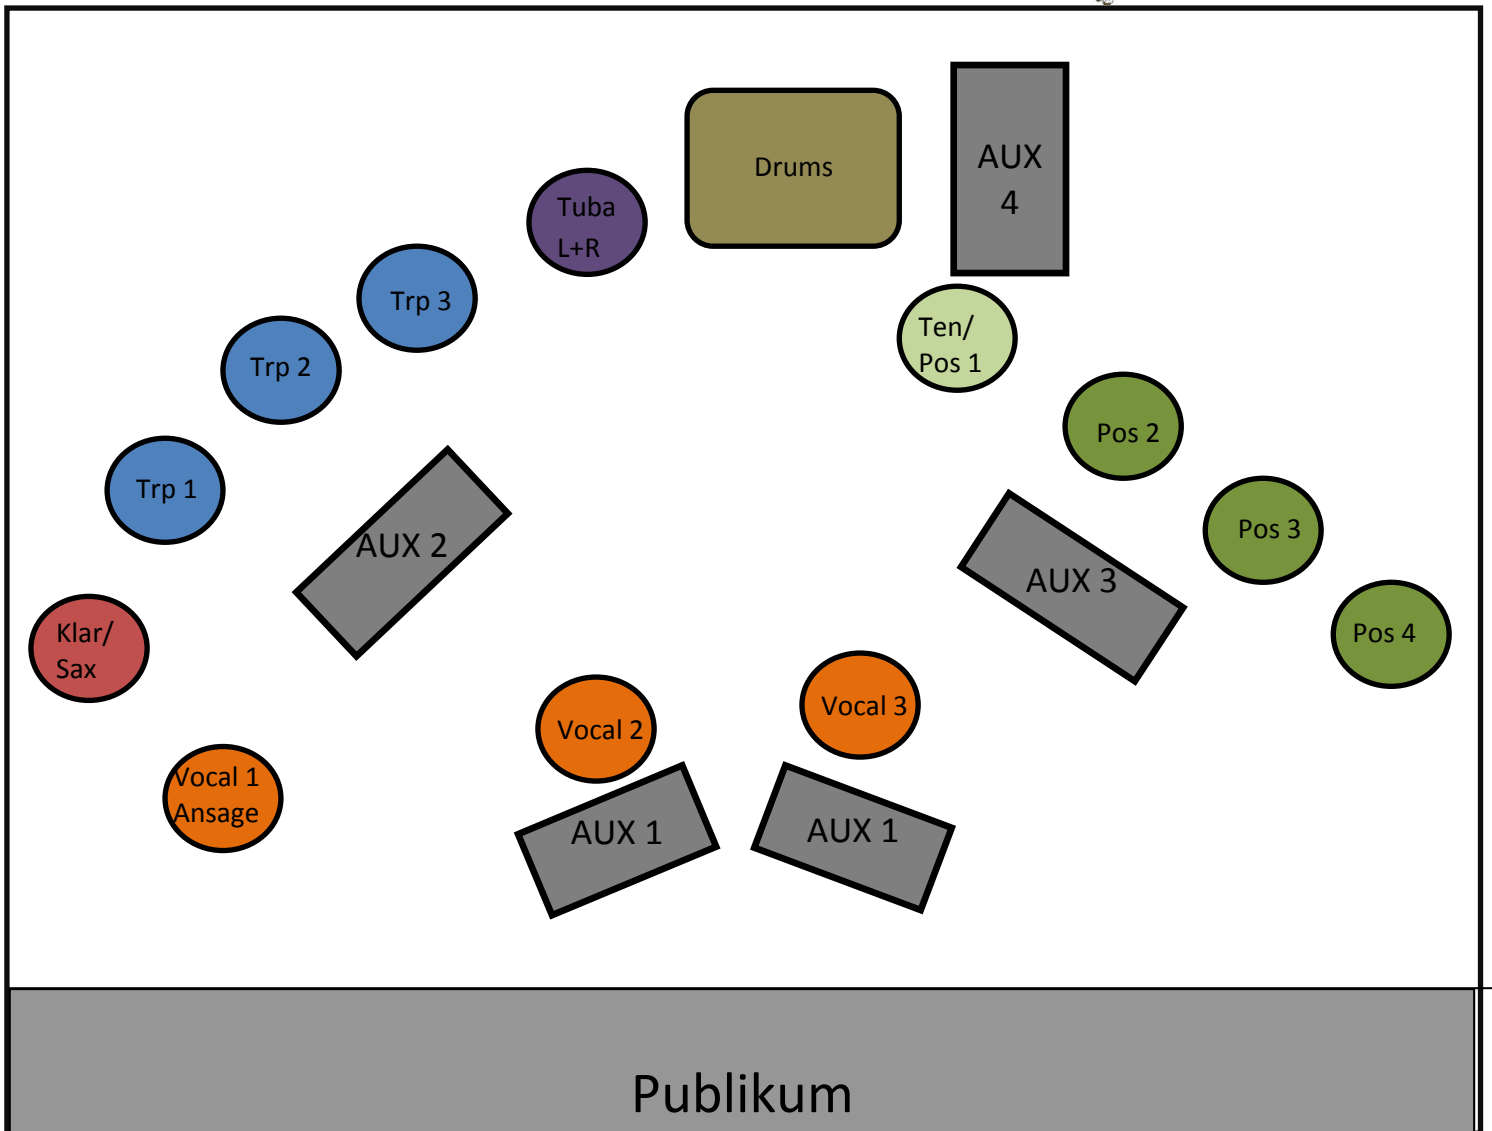 Drums
AUX
4
Tuba
L+R
Trp 3
Ten/
Pos 1
Trp 2
Pos 2
Trp 1
Pos 3
AUX 2
AUX 3
Klar/
Sax
Pos 4
Vocal 2
Vocal 3
Vocal 1
Ansage
AUX 1
AUX 1
Publikum